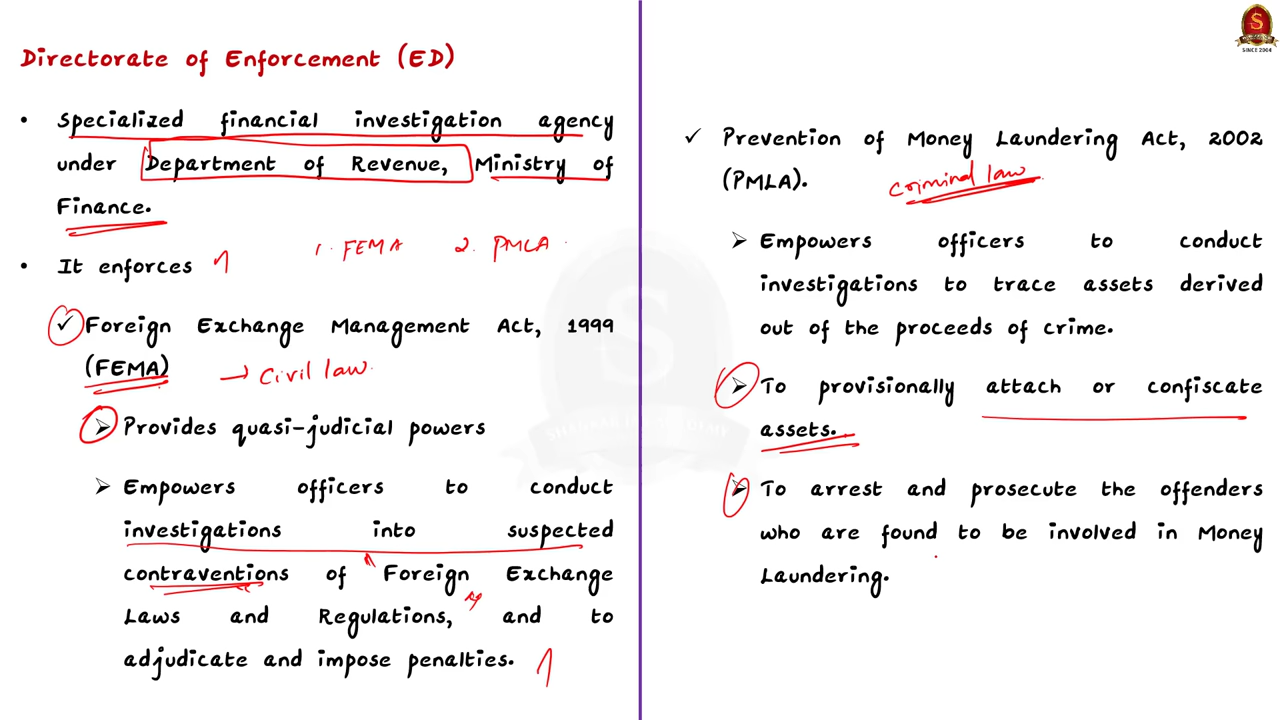 Directorate of Enforcement (ED)
• Specialized financial investigation agency
under Department of Revenue, Ministry of
Finance.
• It enforces
1. FEMA 2. PMLA
✓ Foreign Exchange Management Act, 1999
(FEMA)
→ Civil law
➢ Provides quasi-judicial powers
➢ Empowers officers to conduct
investigations into suspected
contraventions of Foreign Exchange
Laws and Regulations, and to
adjudicate and impose penalties.
S
SINCE 2004
✓ Prevention of Money Laundering Act, 2002
(PMLA).
Criminal law
➢ Empowers officers to conduct
investigations to trace assets derived
out of the proceeds of crime.
➢ To provisionally attach or confiscate
assets.
➢ To arrest and prosecute the offenders
who are found to be involved in Money
Laundering.